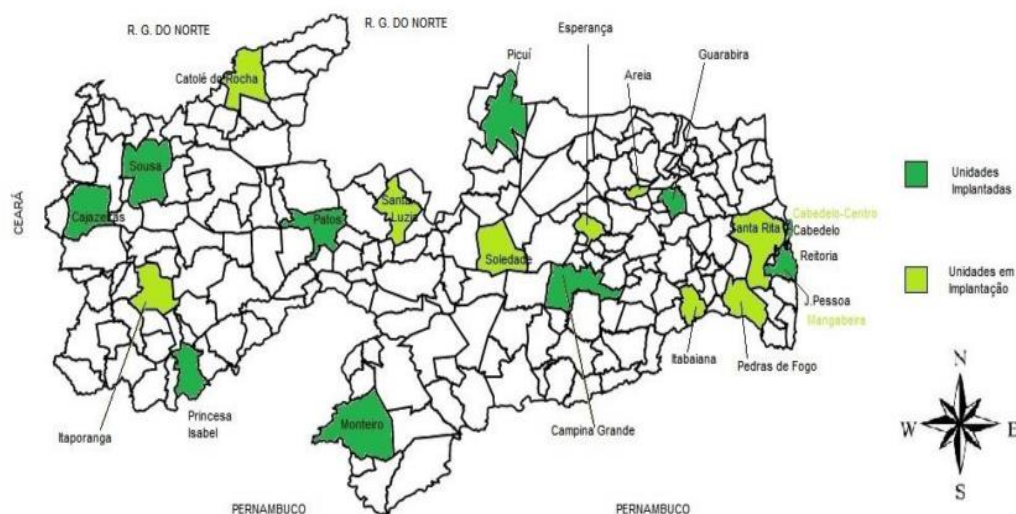 R. G. DO NORTE
R. G. DO NORTE
Esperança
Picuí
Guarabira
Areia
Catolé do Rocha
Sousa
Unidades
Implantadas
CEARÁ
Cajazeiras
Patos
Santa
Luzia
Cabedelo-Centro
Santa Rita
Cabedelo
Soledade
Reitoria
Unidades em
Implantação
J.Pessoa
Mangabeira
Itabaiana
Pedras de Fogo
Princesa
Isabel
Itaporanga
Monteiro
Campina Grande
N
W
E
S
PERNAMBUCO
PERNAMBUCO